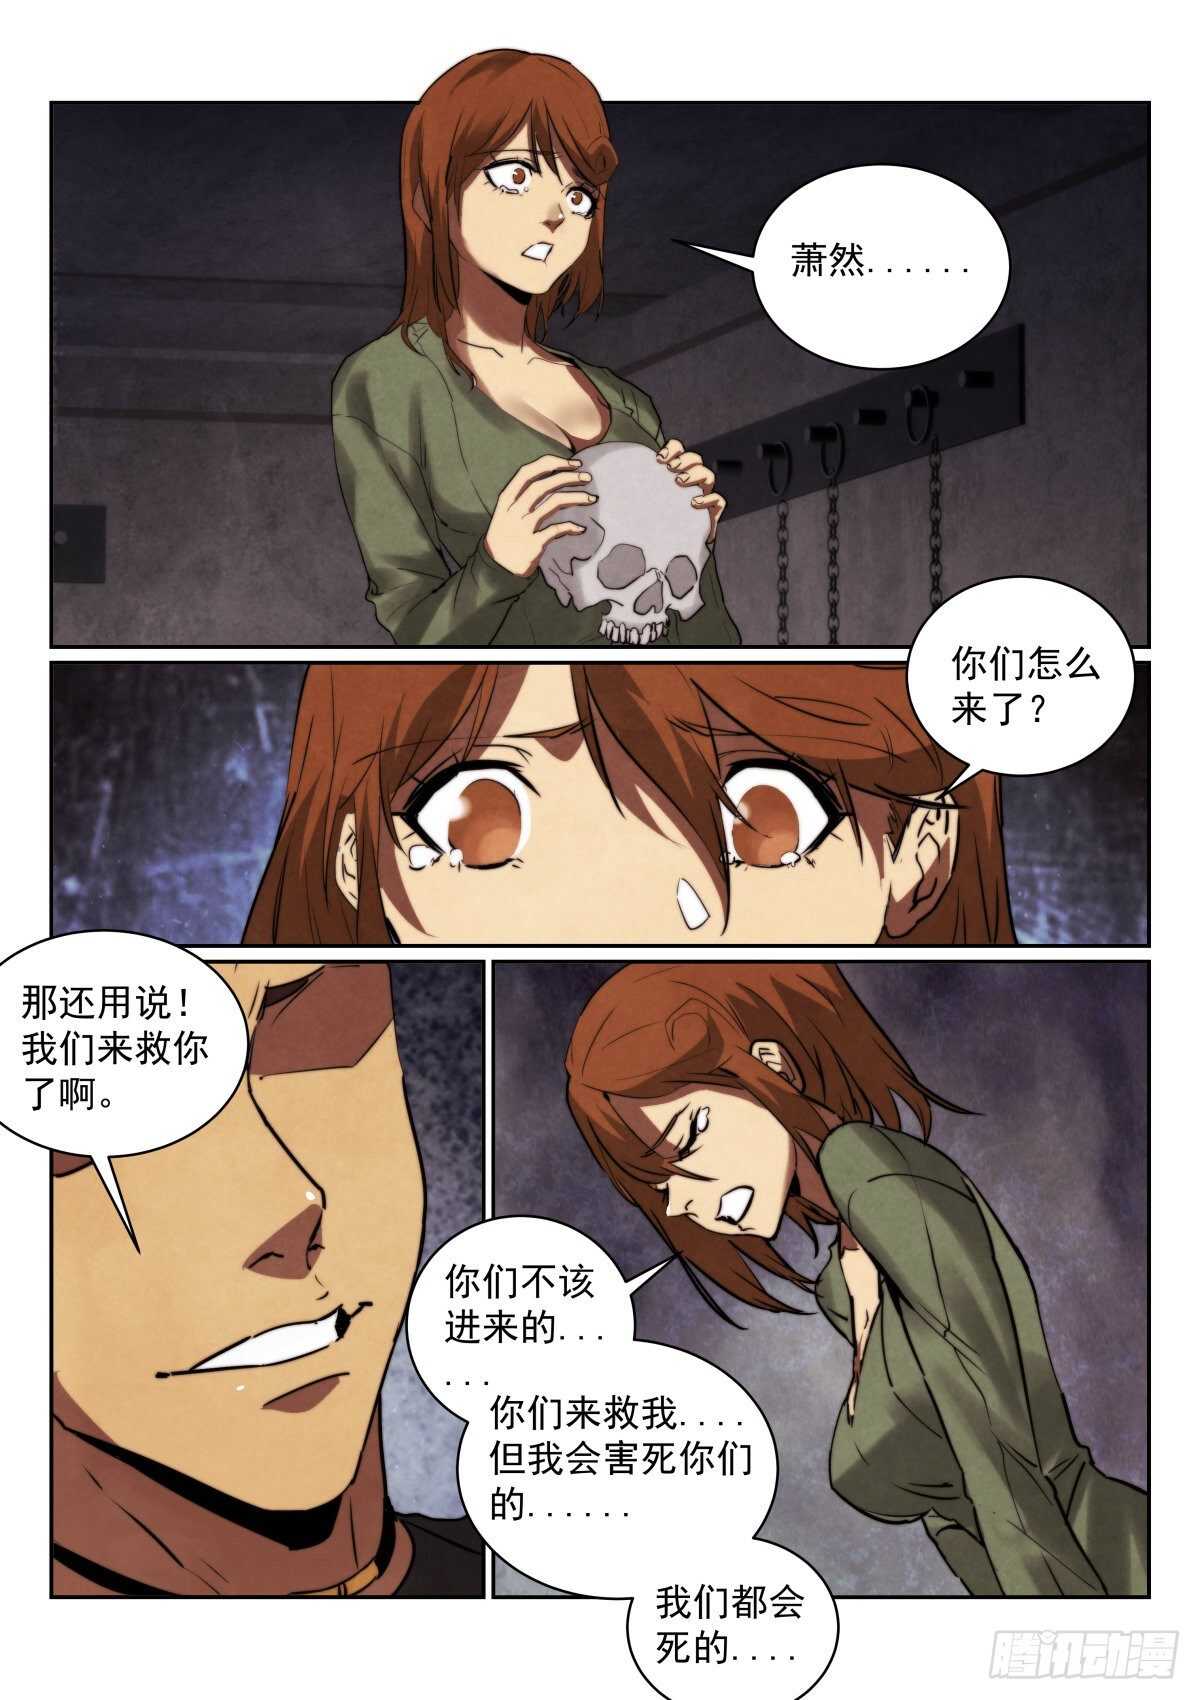 萧然......
你们怎么
来了？
那还用说！
我们来救你
了啊。
你们不该
进来的...
...
你们来救我....
但我会害死你们
的......
我们都会
死的....
腾讯动漫